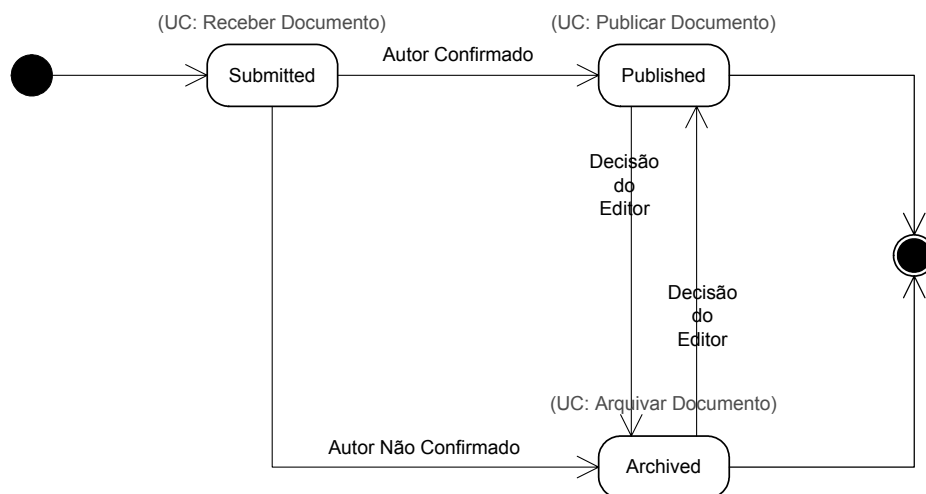 (UC: Receber Documento)
(UC: Publicar Documento)
Autor Confirmado
Submitted
Published
Decisão
do
Editor
Decisão
do
Editor
(UC: Arquivar Documento)
Autor Não Confirmado
Archived